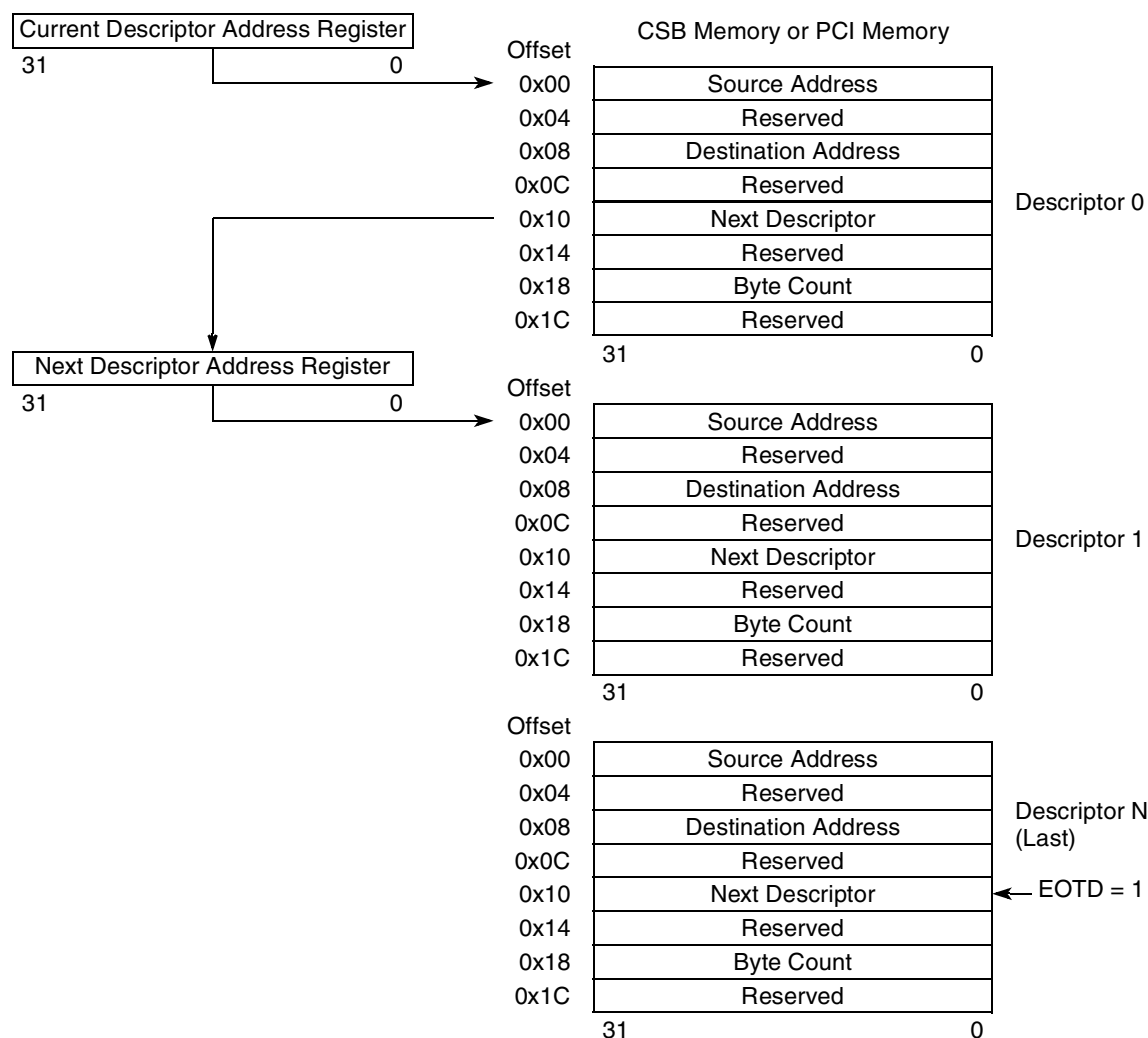 Current Descriptor Address Register
31 0
CSB Memory or PCI Memory
Offset
0x00 Source Address
0x04 Reserved
0x08 Destination Address
0x0C Reserved
0x10 Next Descriptor
0x14 Reserved
0x18 Byte Count
0x1C Reserved
31 0
Descriptor 0
Next Descriptor Address Register
31 0
Offset
0x00 Source Address
0x04 Reserved
0x08 Destination Address
0x0C Reserved
0x10 Next Descriptor
0x14 Reserved
0x18 Byte Count
0x1C Reserved
31 0
Descriptor 1
Offset
0x00 Source Address
0x04 Reserved
0x08 Destination Address
0x0C Reserved
0x10 Next Descriptor
0x14 Reserved
0x18 Byte Count
0x1C Reserved
31 0
Descriptor N
(Last)
EOTD = 1